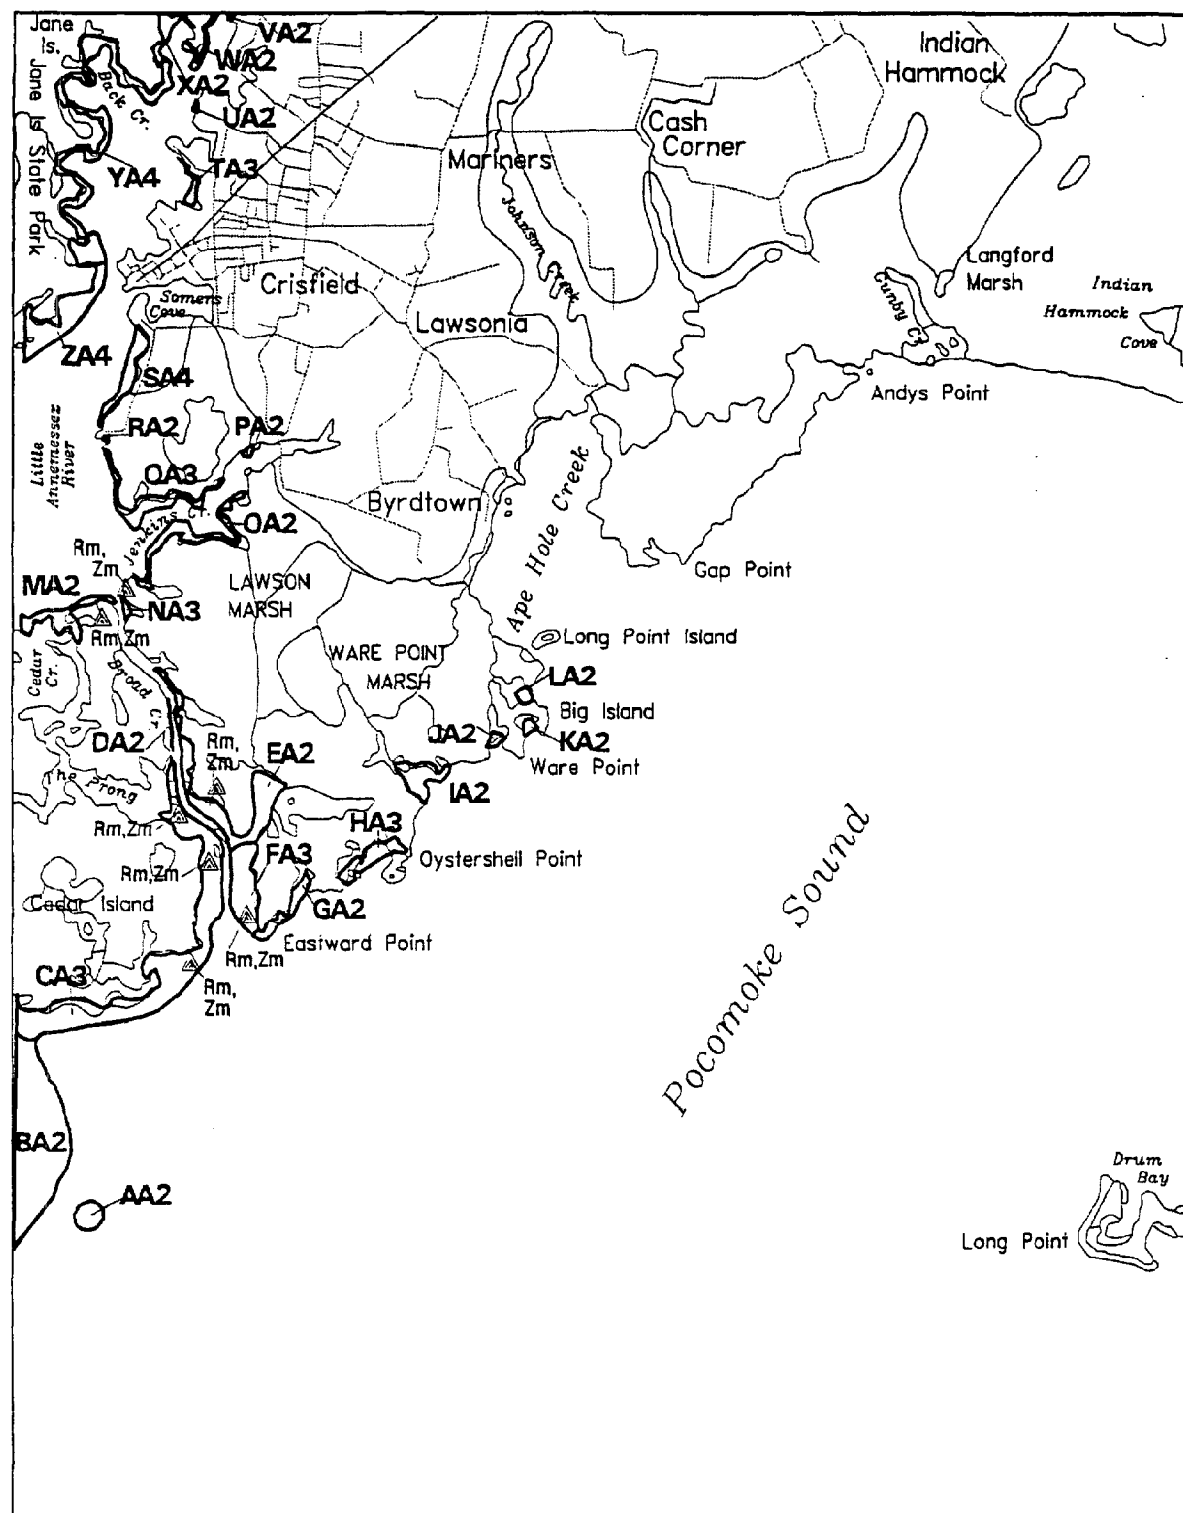 Jane
Is.
VA2
WA2
XA2
UA2
Back Cr.
Jane Is State Park
YA4
TA3
Indian
Hammock
Cash
Corner
Mariners
Johnson Creek
Langford
Marsh
Gunby Cr.
Indian
Hammock
Cove
Crisfield
Somers
Cove
Lawsonia
ZA4
SA4
Andys Point
Little
Annemessex
River
RA2
PA2
QA3
Byrdtown
OA2
Jenkins Cr.
Ape Hole Creek
Gap Point
Rm,
Zm
MA2
NA3
LAWSON
MARSH
Rm,Zm
Long Point Island
Cedar
Cr.
Broad
Cr.
WARE POINT
MARSH
LA2
Big Island
DA2
Rm,
Zm
EA2
JA2
KA2
Ware Point
The Prong
IA2
Rm,Zm
HA3
FA3
Oystershell Point
Rm,Zm
Cedar Island
GA2
Eastward Point
Rm,Zm
CA3
Rm,
Zm
Pocomoke Sound
BA2
AA2
Drum
Bay
Long Point